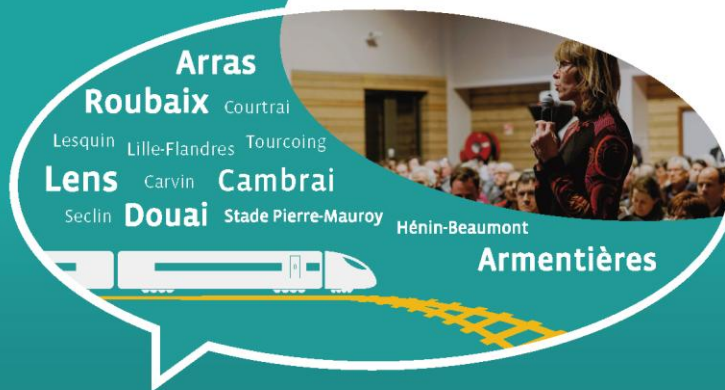 Arras
Roubaix Courtrai
Lesquin Lille-Flandres Tourcoing
Lens Carvin Cambrai
Seclin Douai Stade Pierre-Mauroy
Hénin-Beaumont
Armentières